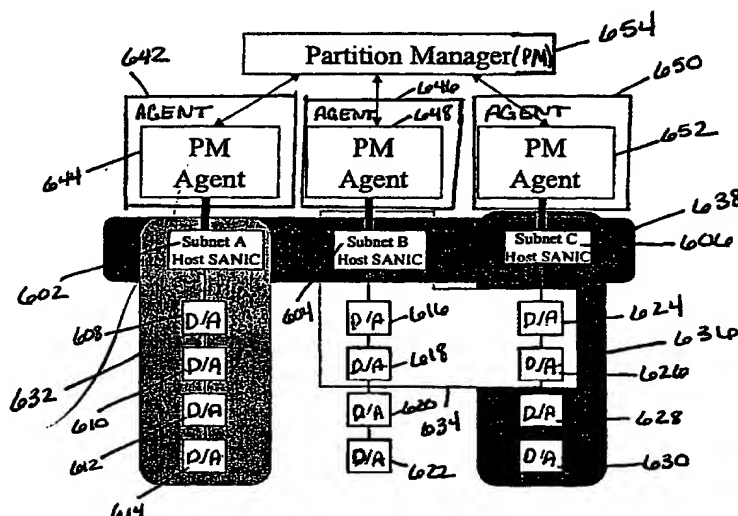 654
Partition Manager(PM)
642
646
650
AGENT
AGENT
648
AGENT
PM
Agent
PM
Agent
PM
Agent
652
644
638
Subnet A
Host SANIC
Subnet B
Host SANIC
Subnet C
Host SANIC
606
602
604
608
D/A
D/A
616
D/A
624
636
632
D/A
D/A
618
D/A
626
610
D/A
D/A
620
634
D/A
628
612
D/A
D/A
622
D/A
630
614